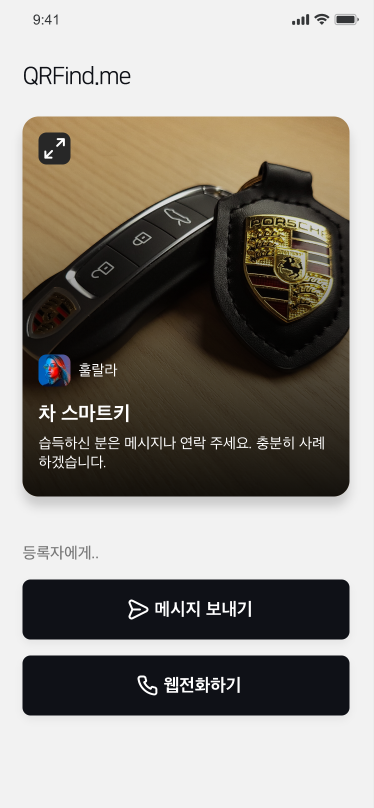 9:41
QRFind.me
PORSCHE
훌랄라
차 스마트키
습득하신 분은 메시지나 연락 주세요. 충분히 사례
하겠습니다.
등록자에게..
메시지 보내기
웹전화하기